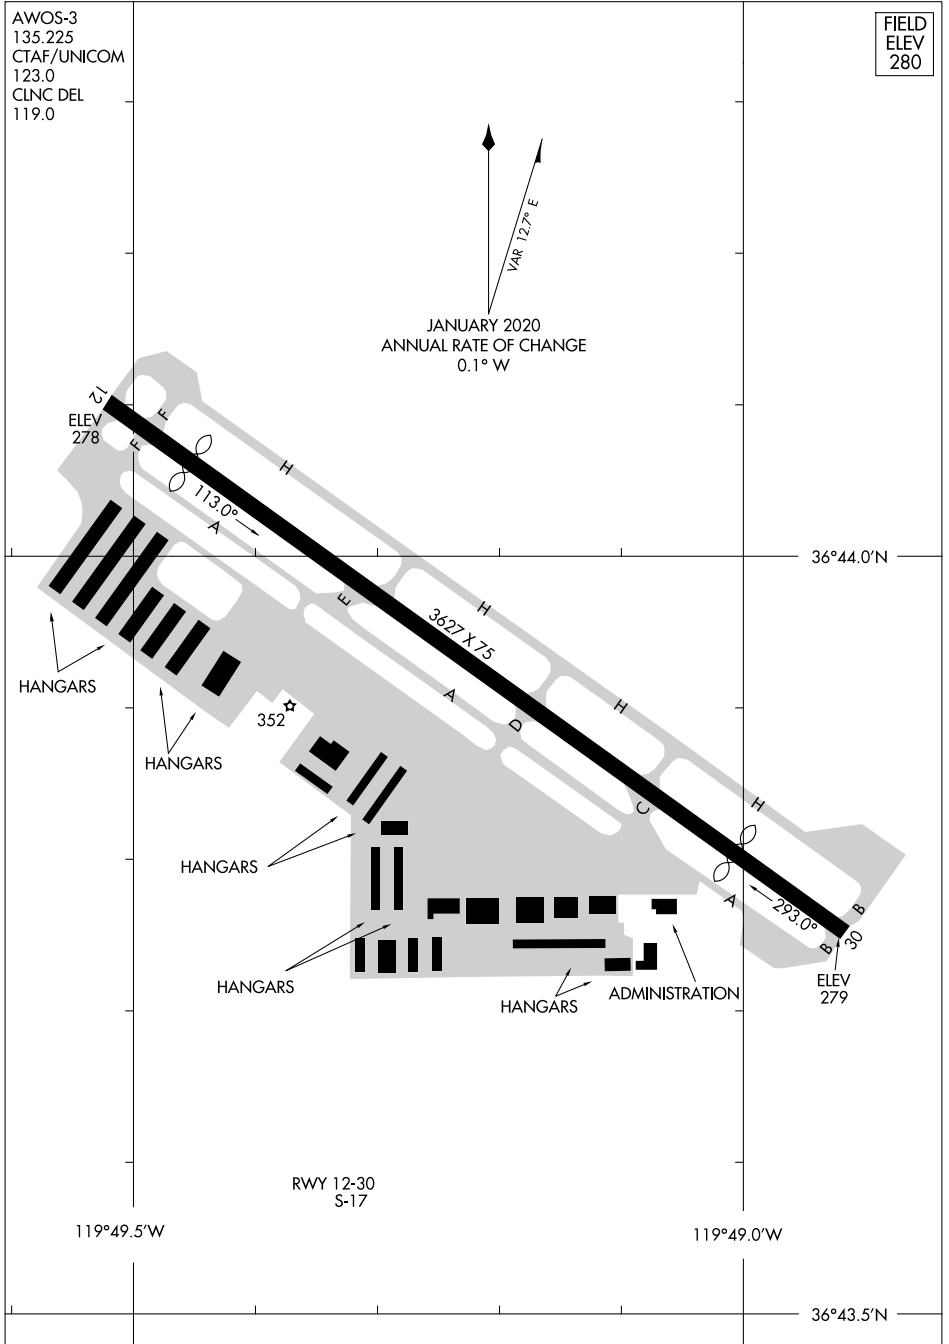 AWOS-3
135.225
CTAF/UNICOM
123.0
CLNC DEL
119.0
FIELD
ELEV
280
VAR 12.7° E
JANUARY 2020
ANNUAL RATE OF CHANGE
0.1° W
12
ELEV
278
F
F
H
113.0°
A
36°44.0'N
E
H
3627 X 75
HANGARS
A
H
D
352
HANGARS
C
H
HANGARS
A
293.0°
B
B
30
HANGARS
HANGARS
ADMINISTRATION
ELEV
279
RWY 12-30
S-17
119°49.5'W
119°49.0'W
36°43.5'N